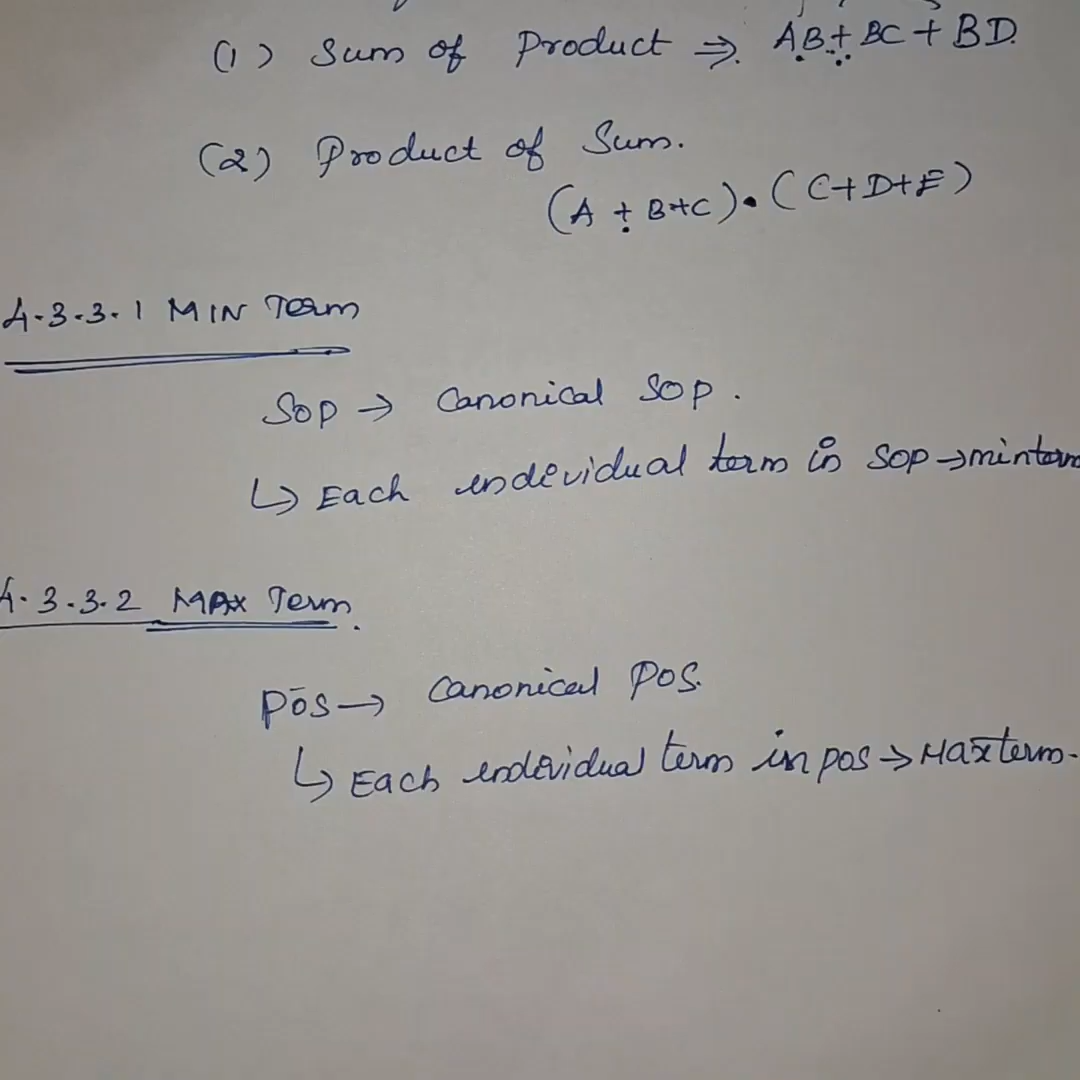 (1) Sum of Product ⇒ AB + BC + BD.
(2) Product of Sum.
(A + B+C) • (C+D+E)
4.3.3.1 MIN Term
SOP → Canonical SOP.
↳ Each individual term in SOP → minterm
4.3.3.2 MAX Term.
POS → Canonical POS.
↳ Each individual term in POS → Maxterm.